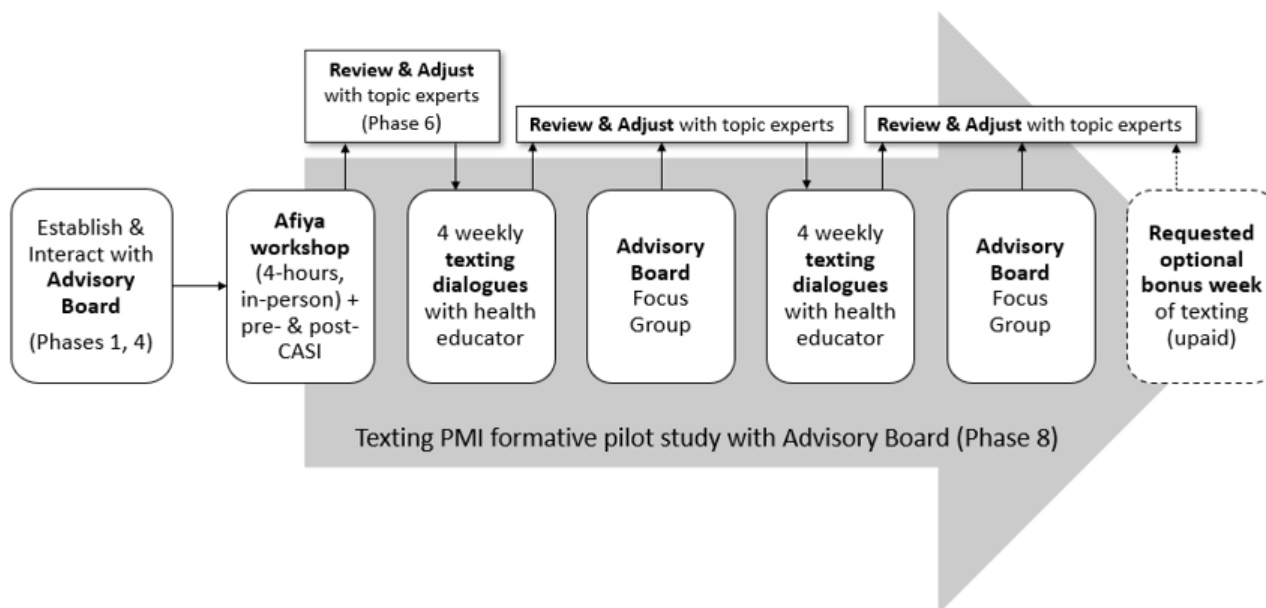 Review & Adjust
with topic experts
(Phase 6)
Review & Adjust with topic experts
Review & Adjust with topic experts
Establish &
Interact with
Advisory
Board
(Phases 1, 4)
Afiya
workshop
(4-hours,
in-person) +
pre- & post-
CASI
4 weekly
texting
dialogues
with health
educator
Advisory
Board
Focus
Group
4 weekly
texting
dialogues
with health
educator
Advisory
Board
Focus
Group
Requested
optional
bonus week
of texting
(upaid)
Texting PMI formative pilot study with Advisory Board (Phase 8)